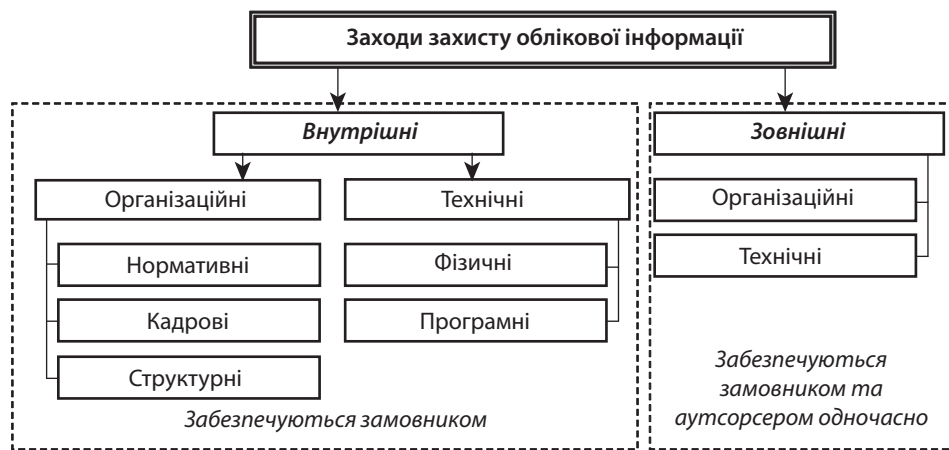 Заходи захисту облікової інформації
Внутрішні
Організаційні
Нормативні
Кадрові
Структурні
Технічні
Фізичні
Програмні
Забезпечуються замовником
Зовнішні
Організаційні
Технічні
Забезпечуються
замовником та
аутсорсером одночасно